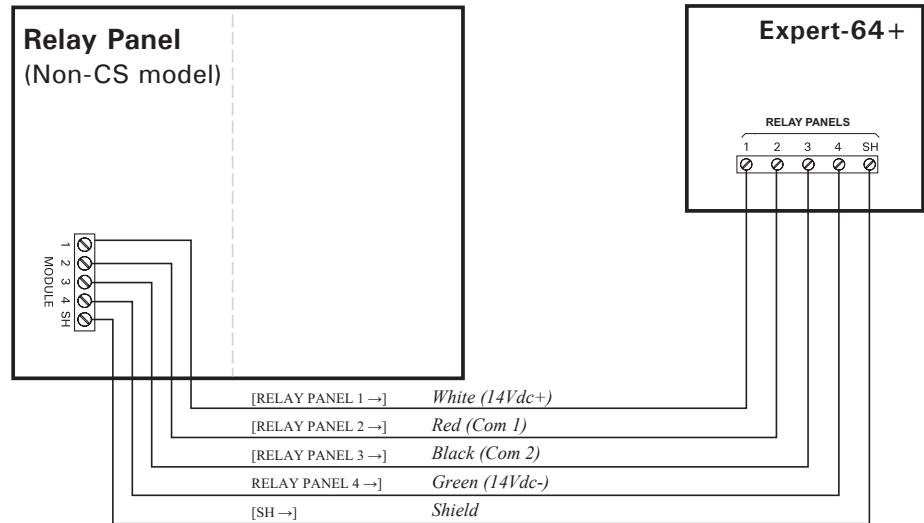 Relay Panel
(Non-CS model)
Expert-64+
RELAY PANELS
1 2 3 4 SH
1 2 3 4 SH
MODULE
[RELAY PANEL 1 →] White (14Vdc+)
[RELAY PANEL 2 →] Red (Com 1)
[RELAY PANEL 3 →] Black (Com 2)
RELAY PANEL 4 →] Green (14Vdc-)
[SH →] Shield